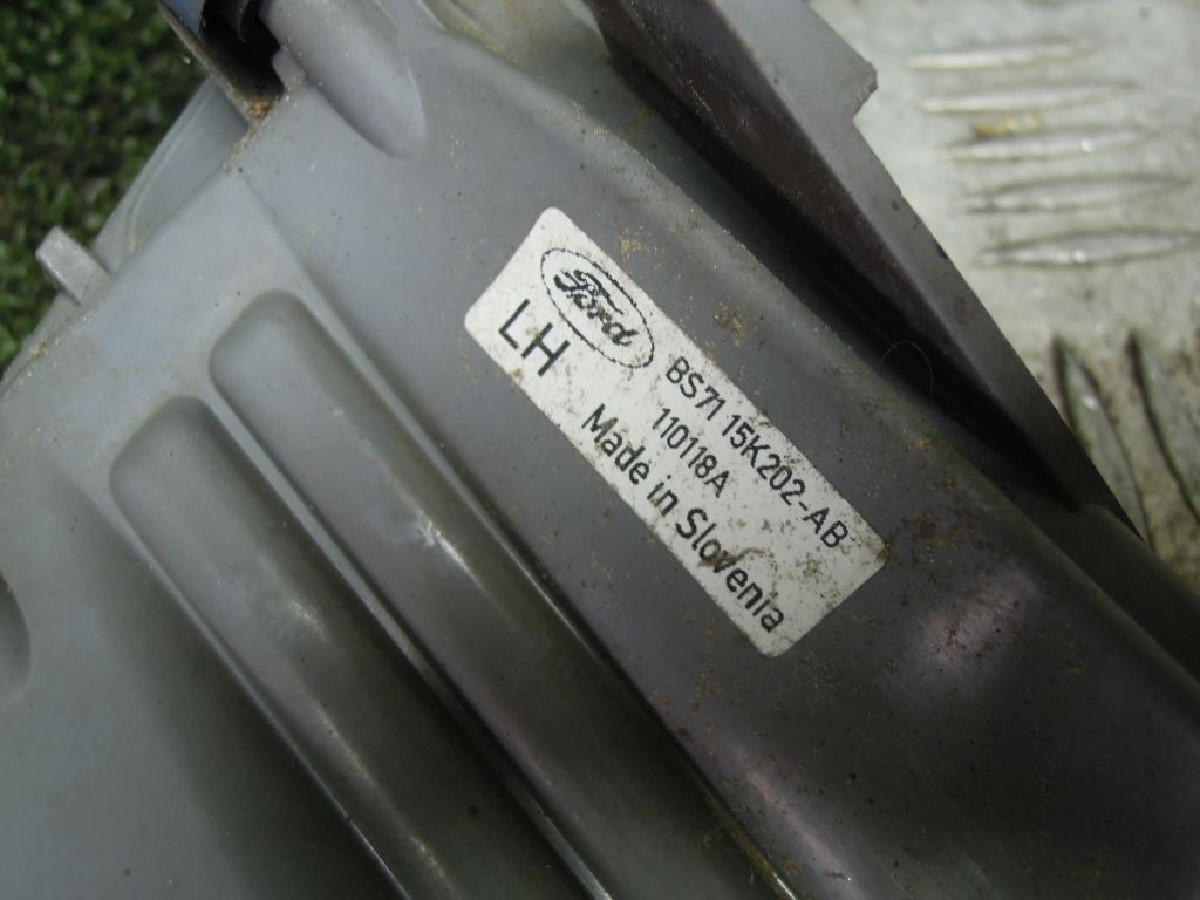 Ford
LH
BS71 15K202-AB
110118A
Made in Slovenia